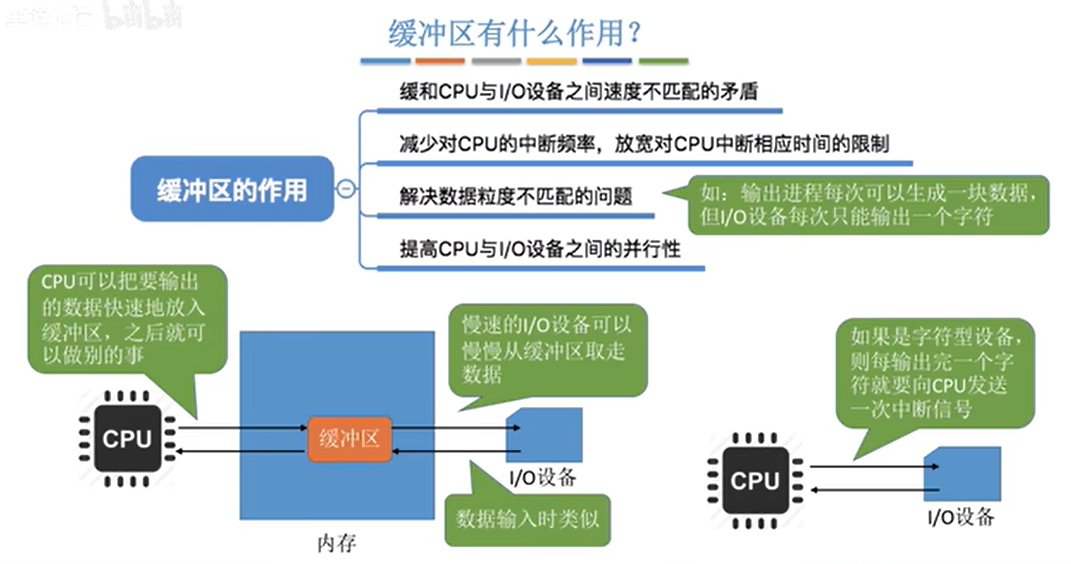 缓冲区有什么作用？
缓和CPU与I/O设备之间速度不匹配的矛盾
减少对CPU的中断频率，放宽对CPU中断相应时间的限制
缓冲区的作用
解决数据粒度不匹配的问题
如：输出进程每次可以生成一块数据，
但I/O设备每次只能输出一个字符
提高CPU与I/O设备之间的并行性
CPU可以把要输出
的数据快速地放入
缓冲区，之后就可
以做别的事
慢速的I/O设备可以
慢慢从缓冲区取走
数据
如果是字符型设备，
则每输出完一个字
符就要向CPU发送
一次中断信号
CPU
缓冲区
I/O设备
数据输入时类似
内存
CPU
I/O设备
bilibili